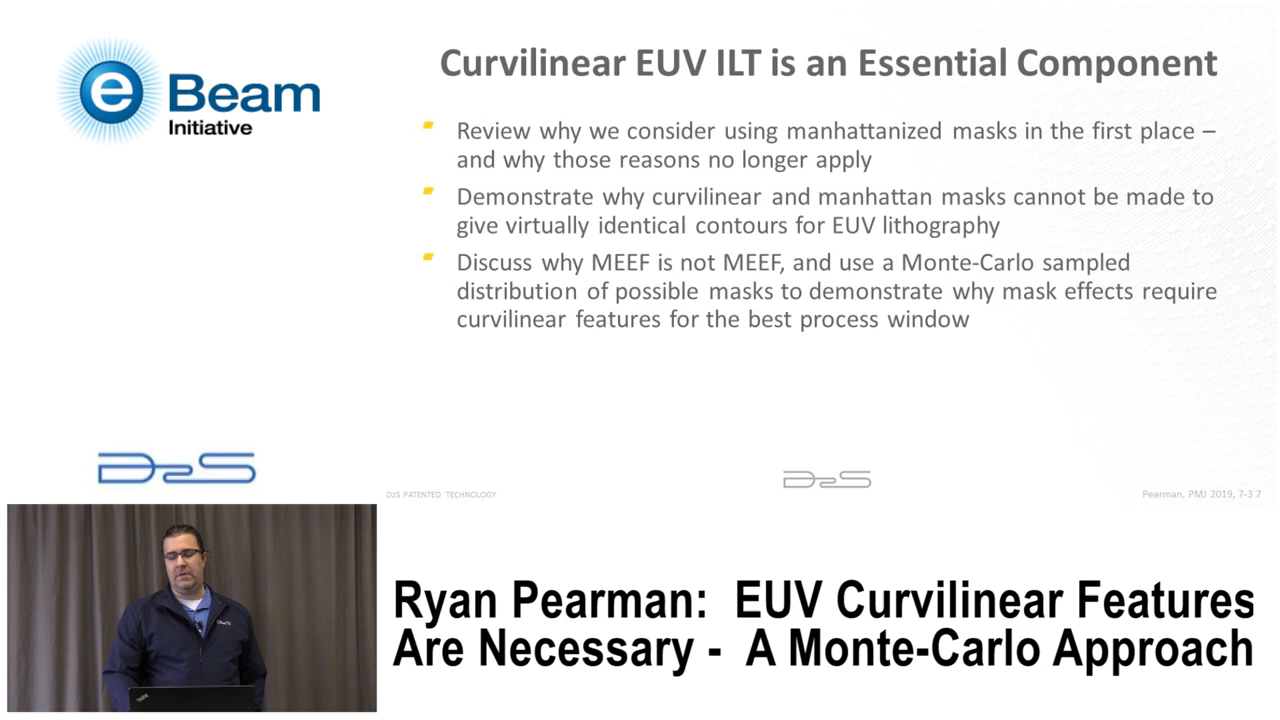 e Beam
Initiative
Curvilinear EUV ILT is an Essential Component
Review why we consider using manhattanized masks in the first place –
and why those reasons no longer apply
Demonstrate why curvilinear and manhattan masks cannot be made to
give virtually identical contours for EUV lithography
Discuss why MEEF is not MEEF, and use a Monte-Carlo sampled
distribution of possible masks to demonstrate why mask effects require
curvilinear features for the best process window
D2S
D2S
D2S PATENTED TECHNOLOGY
Pearman, PMJ 2019, 7-3 7
D2S
ThinkPad
Ryan Pearman: EUV Curvilinear Features
Are Necessary - A Monte-Carlo Approach